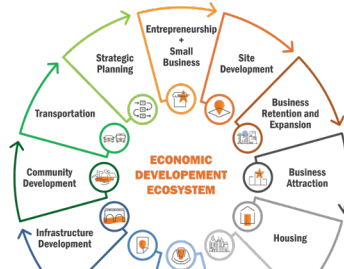 Entrepreneurship
+
Small
Business
Strategic
Planning
Site
Development
Transportation
Business
Retention and
Expansion
ECONOMIC
DEVELOPEMENT
ECOSYSTEM
Community
Development
Business
Attraction
Infrastructure
Development
Housing